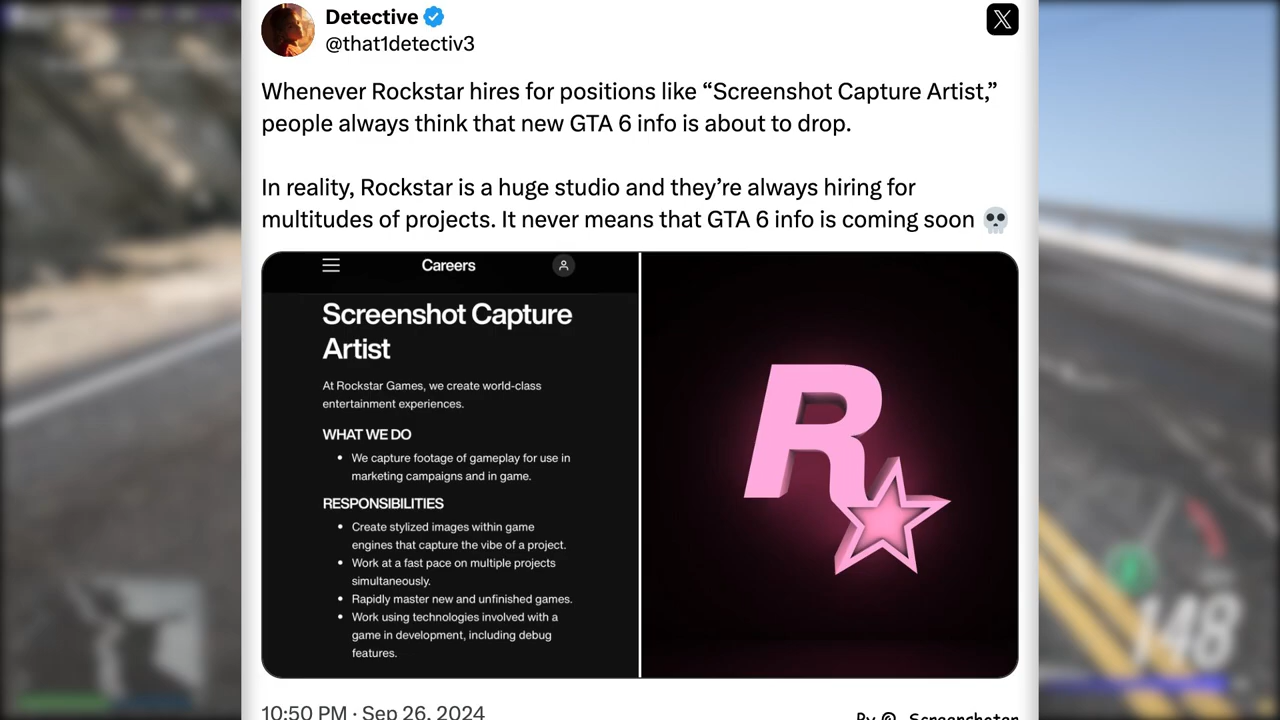 Detective
@that1detectiv3
Whenever Rockstar hires for positions like “Screenshot Capture Artist,”
people always think that new GTA 6 info is about to drop.
In reality, Rockstar is a huge studio and they’re always hiring for
multitudes of projects. It never means that GTA 6 info is coming soon 💀
Careers
Screenshot Capture
Artist
At Rockstar Games, we create world-class
entertainment experiences.
WHAT WE DO
• We capture footage of gameplay for use in
marketing campaigns and in game.
RESPONSIBILITIES
• Create stylized images within game
engines that capture the vibe of a project.
• Work at a fast pace on multiple projects
simultaneously.
• Rapidly master new and unfinished games.
• Work using technologies involved with a
game in development, including debug
features.
R
10:50 PM · Sep 26, 2024
By @_Screenshoter
148